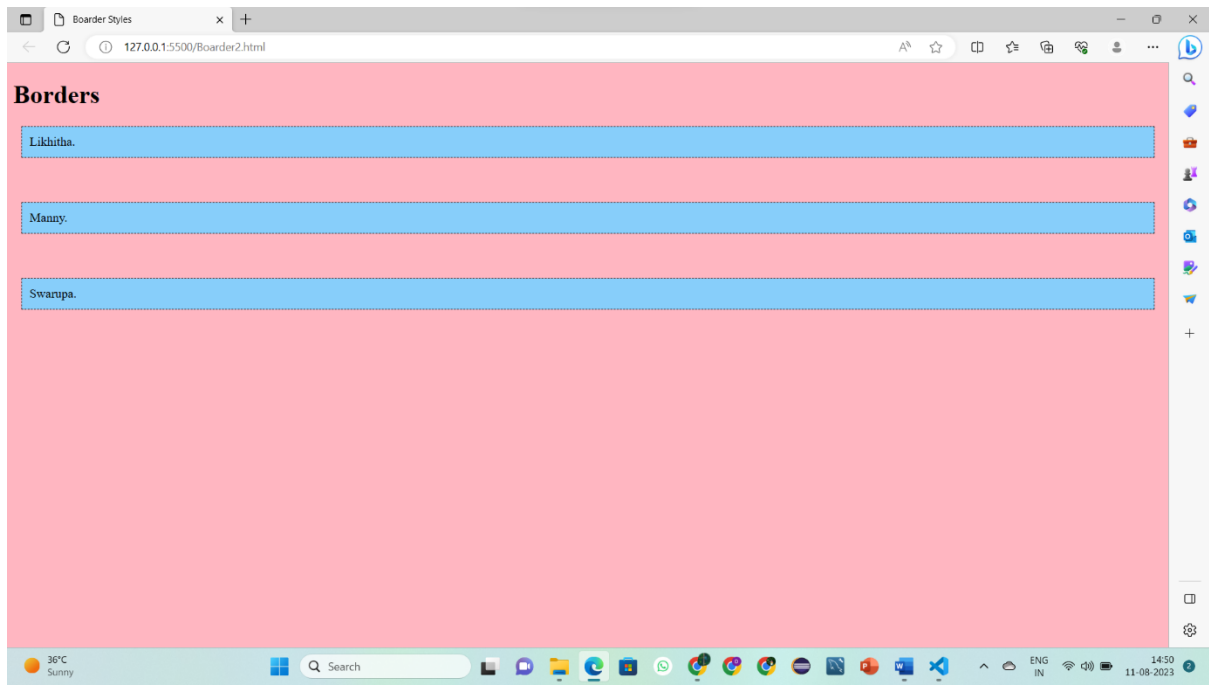 Boarder Styles
127.0.0.1:5500/Boarder2.html
Borders
Likhitha.
Manny.
Swarupa.
36°C
Sunny
Search
ENG
IN
14:50
11-08-2023
2